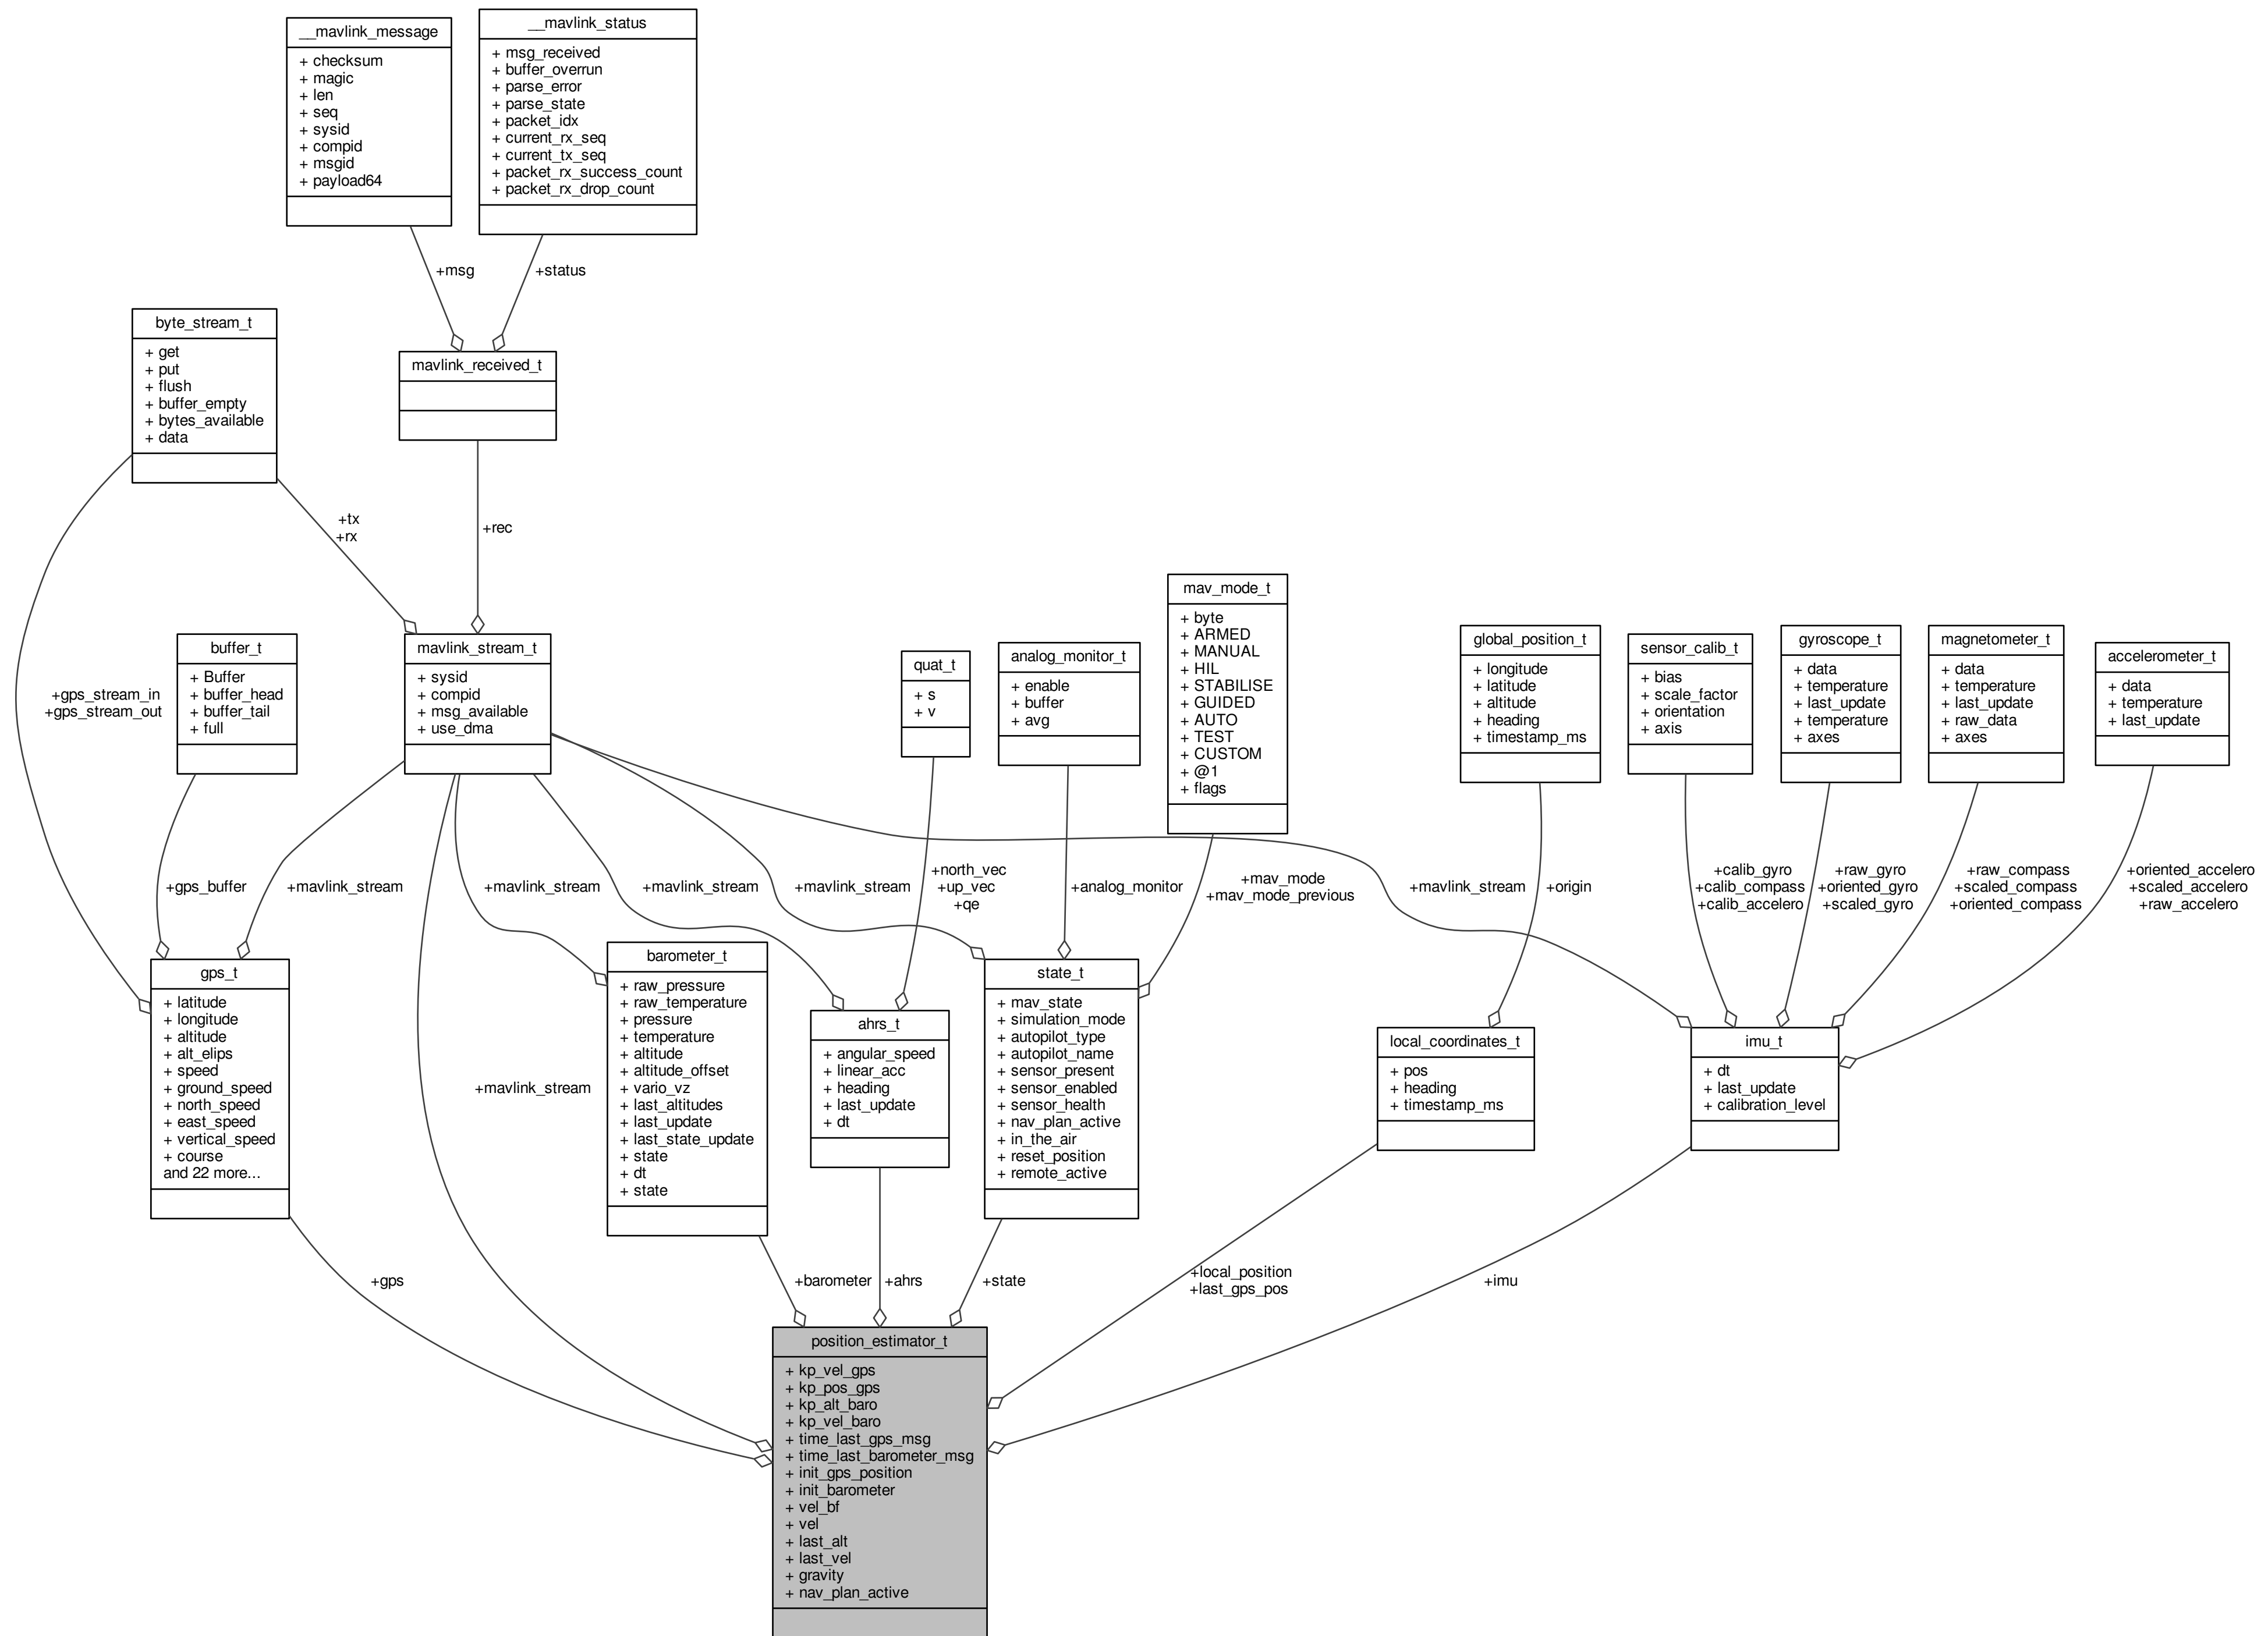 __mavlink_message
+ checksum
+ magic
+ len
+ seq
+ sysid
+ compid
+ msgid
+ payload64
__mavlink_status
+ msg_received
+ buffer_overrun
+ parse_error
+ parse_state
+ packet_idx
+ current_rx_seq
+ current_tx_seq
+ packet_rx_success_count
+ packet_rx_drop_count
+msg
+status
byte_stream_t
+ get
+ put
+ flush
+ buffer_empty
+ bytes_available
+ data
mavlink_received_t
+tx
+rx
+rec
+gps_stream_in
+gps_stream_out
buffer_t
+ Buffer
+ buffer_head
+ buffer_tail
+ full
mavlink_stream_t
+ sysid
+ compid
+ msg_available
+ use_dma
quat_t
+ s
+ v
analog_monitor_t
+ enable
+ buffer
+ avg
mav_mode_t
+ byte
+ ARMED
+ MANUAL
+ HIL
+ STABILISE
+ GUIDED
+ AUTO
+ TEST
+ CUSTOM
+ @1
+ flags
global_position_t
+ longitude
+ latitude
+ altitude
+ heading
+ timestamp_ms
sensor_calib_t
+ bias
+ scale_factor
+ orientation
+ axis
gyroscope_t
+ data
+ temperature
+ last_update
+ temperature
+ axes
magnetometer_t
+ data
+ temperature
+ last_update
+ raw_data
+ axes
accelerometer_t
+ data
+ temperature
+ last_update
+gps_buffer
+mavlink_stream
+mavlink_stream
+mavlink_stream
+mavlink_stream
+north_vec
+up_vec
+qe
+analog_monitor
+mav_mode
+mav_mode_previous
+mavlink_stream
+origin
+calib_gyro
+calib_compass
+calib_accelero
+raw_gyro
+oriented_gyro
+scaled_gyro
+raw_compass
+scaled_compass
+oriented_compass
+oriented_accelero
+scaled_accelero
+raw_accelero
gps_t
+ latitude
+ longitude
+ altitude
+ alt_elips
+ speed
+ ground_speed
+ north_speed
+ east_speed
+ vertical_speed
+ course
and 22 more...
+mavlink_stream
barometer_t
+ raw_pressure
+ raw_temperature
+ pressure
+ temperature
+ altitude
+ altitude_offset
+ vario_vz
+ last_altitudes
+ last_update
+ last_state_update
+ state
+ dt
+ state
ahrs_t
+ angular_speed
+ linear_acc
+ heading
+ last_update
+ dt
state_t
+ mav_state
+ simulation_mode
+ autopilot_type
+ autopilot_name
+ sensor_present
+ sensor_enabled
+ sensor_health
+ nav_plan_active
+ in_the_air
+ reset_position
+ remote_active
local_coordinates_t
+ pos
+ heading
+ timestamp_ms
imu_t
+ dt
+ last_update
+ calibration_level
+gps
+barometer
+ahrs
+state
+local_position
+last_gps_pos
+imu
position_estimator_t
+ kp_vel_gps
+ kp_pos_gps
+ kp_alt_baro
+ kp_vel_baro
+ time_last_gps_msg
+ time_last_barometer_msg
+ init_gps_position
+ init_barometer
+ vel_bf
+ vel
+ last_alt
+ last_vel
+ gravity
+ nav_plan_active